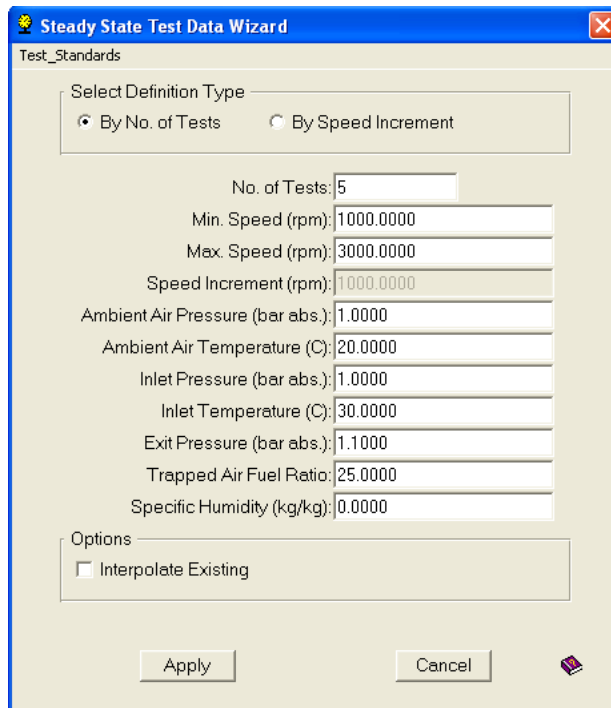 Steady State Test Data Wizard
Test_Standards
Select Definition Type
By No. of Tests By Speed Increment
No. of Tests: 5
Min. Speed (rpm): 1000.0000
Max. Speed (rpm): 3000.0000
Speed Increment (rpm): 1000.0000
Ambient Air Pressure (bar abs.): 1.0000
Ambient Air Temperature (C): 20.0000
Inlet Pressure (bar abs.): 1.0000
Inlet Temperature (C): 30.0000
Exit Pressure (bar abs.): 1.1000
Trapped Air Fuel Ratio: 25.0000
Specific Humidity (kg/kg): 0.0000
Options
Interpolate Existing
Apply Cancel